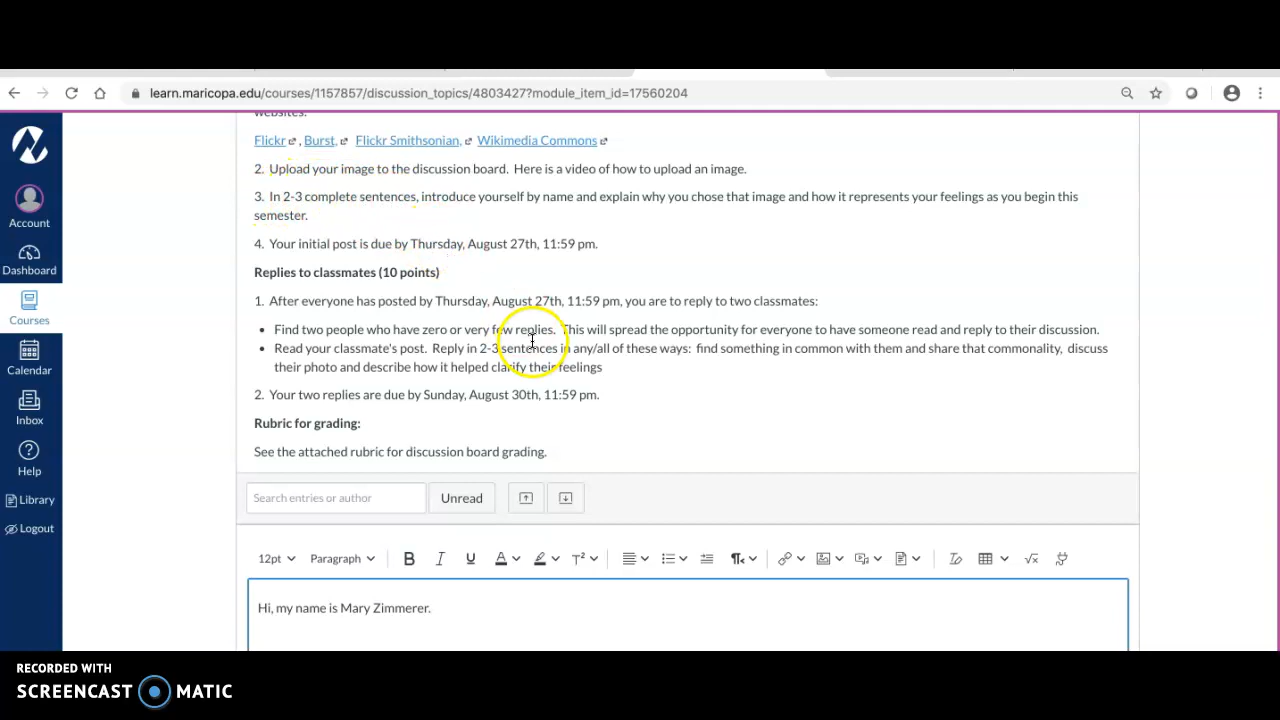 learn.maricopa.edu/courses/1157857/discussion_topics/4803427?module_item_id=17560204
websites.
Flickr, Burst, Flickr Smithsonian, Wikimedia Commons
2. Upload your image to the discussion board. Here is a video of how to upload an image.
3. In 2-3 complete sentences, introduce yourself by name and explain why you chose that image and how it represents your feelings as you begin this
semester.
4. Your initial post is due by Thursday, August 27th, 11:59 pm.
Replies to classmates (10 points)
1. After everyone has posted by Thursday, August 27th, 11:59 pm, you are to reply to two classmates:
• Find two people who have zero or very few replies. This will spread the opportunity for everyone to have someone read and reply to their discussion.
• Read your classmate's post. Reply in 2-3 sentences in any/all of these ways: find something in common with them and share that commonality, discuss
their photo and describe how it helped clarify their feelings
2. Your two replies are due by Sunday, August 30th, 11:59 pm.
Rubric for grading:
See the attached rubric for discussion board grading.
Search entries or author
Unread
12pt Paragraph B I U A T²
Hi, my name is Mary Zimmerer.
Account
Dashboard
Courses
Calendar
Inbox
Help
Library
Logout
RECORDED WITH
SCREENCAST MATIC